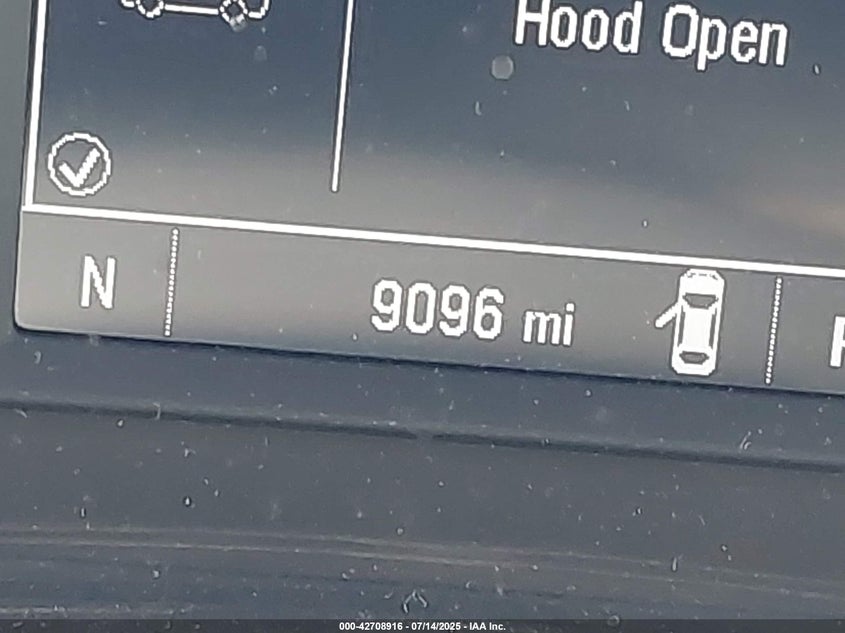 Hood Open
N
9096 mi
000-42708916 - 07/14/2025 - IAA Inc.